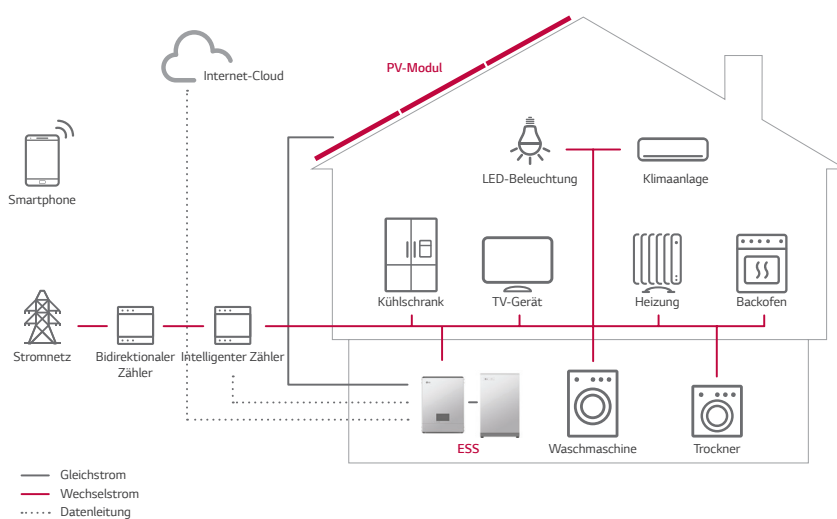 Internet-Cloud
PV-Modul
Smartphone
LED-Beleuchtung
Klimaanlage
Kühlschrank
TV-Gerät
Heizung
Backofen
Stromnetz
Bidirektionaler
Zähler
Intelligenter Zähler
ESS
Waschmaschine
Trockner
Gleichstrom
Wechselstrom
Datenleitung